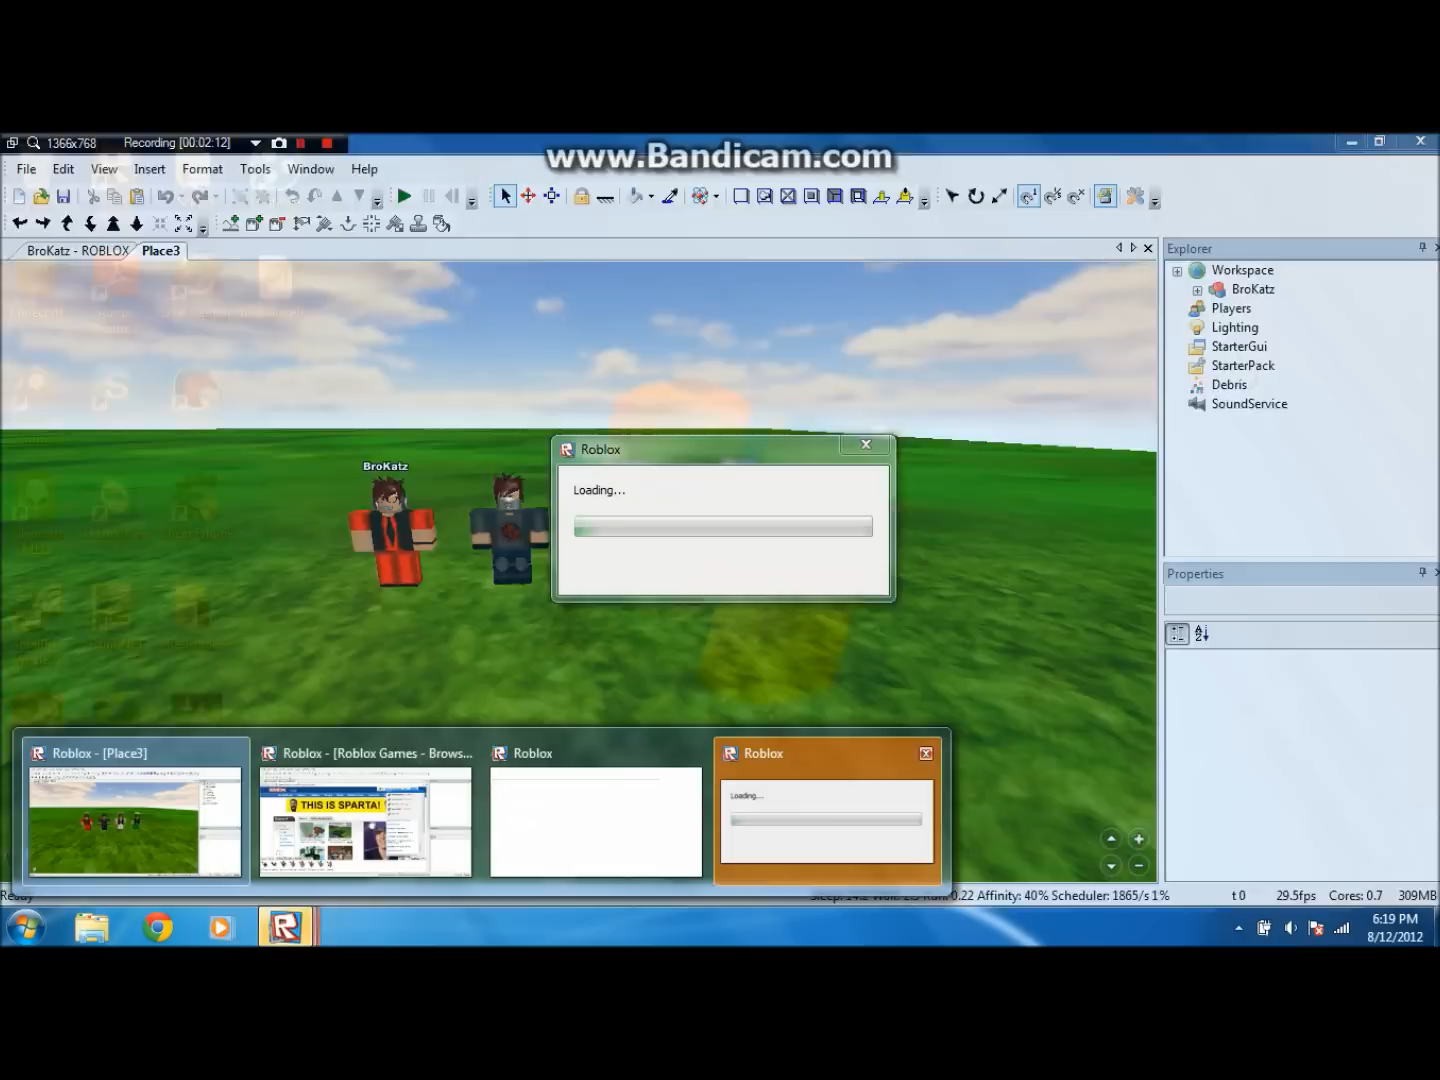 1366x768 Recording [00:02:12]
www.Bandicam.com
File Edit View Insert Format Tools Window Help
BroKatz - ROBLOX Place3
Explorer
Workspace
BroKatz
Players
Lighting
StarterGui
StarterPack
Debris
SoundService
BroKatz
Roblox
Loading...
Properties
Roblox - [Place3]
Roblox - [Roblox Games - Brows...
Roblox
Roblox
THIS IS SPARTA!
Loading...
Affinity: 40% Scheduler: 1865/s 1% t 0 29.5fps Cores: 0.7 309MB
6:19 PM
8/12/2012